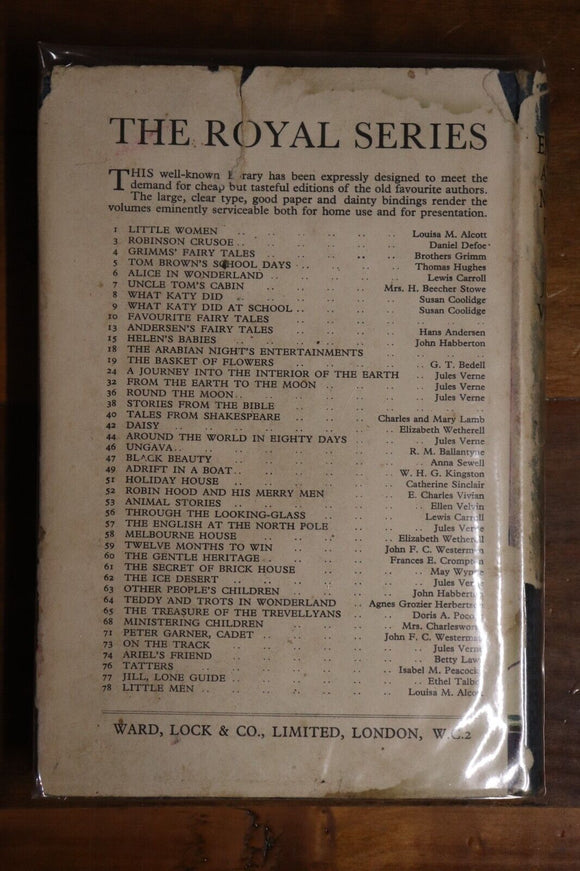 THE ROYAL SERIES
THIS well-known library has been expressly designed to meet the
demand for cheap but tasteful editions of the old favourite authors.
The large, clear type, good paper and dainty bindings render the
volumes eminently serviceable both for home use and for presentation.
1 LITTLE WOMEN .. .. .. .. Louisa M. Alcott
3 ROBINSON CRUSOE .. .. .. .. Daniel Defoe
4 GRIMMS' FAIRY TALES .. .. .. .. Brothers Grimm
5 TOM BROWN'S SCHOOL DAYS .. .. .. Thomas Hughes
6 ALICE IN WONDERLAND .. .. .. .. Lewis Carroll
7 UNCLE TOM'S CABIN .. .. .. Mrs. H. Beecher Stowe
8 WHAT KATY DID .. .. .. .. Susan Coolidge
9 WHAT KATY DID AT SCHOOL .. .. .. Susan Coolidge
10 FAVOURITE FAIRY TALES .. .. .. ..
13 ANDERSEN'S FAIRY TALES .. .. .. Hans Andersen
15 HELEN'S BABIES .. .. .. .. John Habberton
18 THE ARABIAN NIGHT'S ENTERTAINMENTS .. .. ..
19 THE BASKET OF FLOWERS .. .. .. G. T. Bedell
24 A JOURNEY INTO THE INTERIOR OF THE EARTH .. Jules Verne
32 FROM THE EARTH TO THE MOON .. .. .. Jules Verne
36 ROUND THE MOON .. .. .. .. Jules Verne
38 STORIES FROM THE BIBLE .. .. .. ..
40 TALES FROM SHAKESPEARE .. .. Charles and Mary Lamb
42 DAISY .. .. .. .. Elizabeth Wetherell
44 AROUND THE WORLD IN EIGHTY DAYS .. .. Jules Verne
46 UNGAVA .. .. .. .. R. M. Ballantyne
47 BLACK BEAUTY .. .. .. .. Anna Sewell
49 ADRIFT IN A BOAT .. .. .. W. H. G. Kingston
51 HOLIDAY HOUSE .. .. .. Catherine Sinclair
52 ROBIN HOOD AND HIS MERRY MEN .. .. E. Charles Vivian
53 ANIMAL STORIES .. .. .. .. Ellen Velvin
56 THROUGH THE LOOKING-GLASS .. .. .. Lewis Carroll
57 THE ENGLISH AT THE NORTH POLE .. .. Jules Verne
58 MELBOURNE HOUSE .. .. .. Elizabeth Wetherell
59 TWELVE MONTHS TO WIN .. .. John F. C. Westerman
60 THE GENTLE HERITAGE .. .. .. Frances E. Crompton
61 THE SECRET OF BRICK HOUSE .. .. .. May Wynne
62 THE ICE DESERT .. .. .. .. Jules Verne
63 OTHER PEOPLE'S CHILDREN .. .. .. John Habberton
64 TEDDY AND TROTS IN WONDERLAND .. Agnes Grozier Herbertson
65 THE TREASURE OF THE TREVELLYANS .. .. Doris A. Pocock
68 MINISTERING CHILDREN .. .. .. Mrs. Charlesworth
71 PETER GARNER, CADET .. .. .. John F. C. Westerman
73 ON THE TRACK .. .. .. .. Jules Verne
74 ARIEL'S FRIEND .. .. .. .. Betty Laws
76 TATTERS .. .. .. .. Isabel M. Peacocke
77 JILL, LONE GUIDE .. .. .. .. Ethel Talbot
78 LITTLE MEN .. .. .. .. Louisa M. Alcott
WARD, LOCK & CO., LIMITED, LONDON, W.C.2